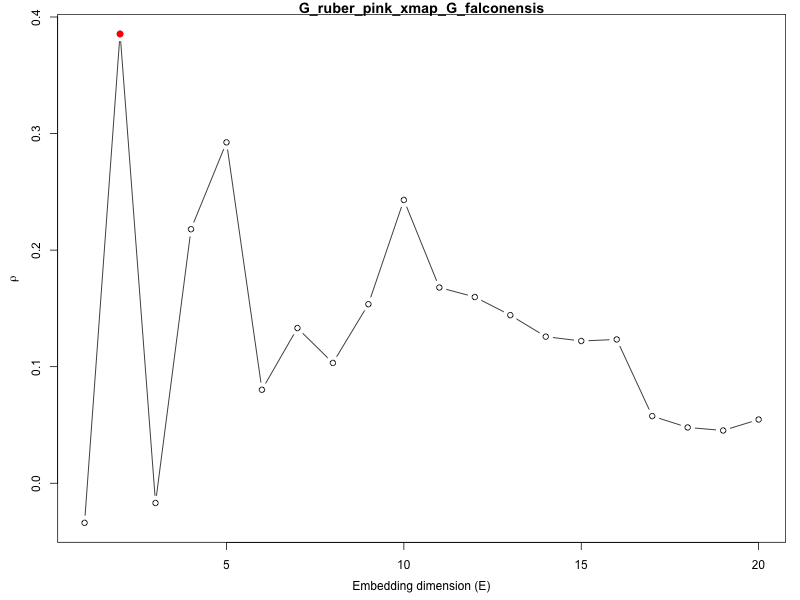 G_ruber_pink_xmap_G_falconensis
0.4
0.3
0.2
0.1
0.0
ρ
5 10 15 20
Embedding dimension (E)